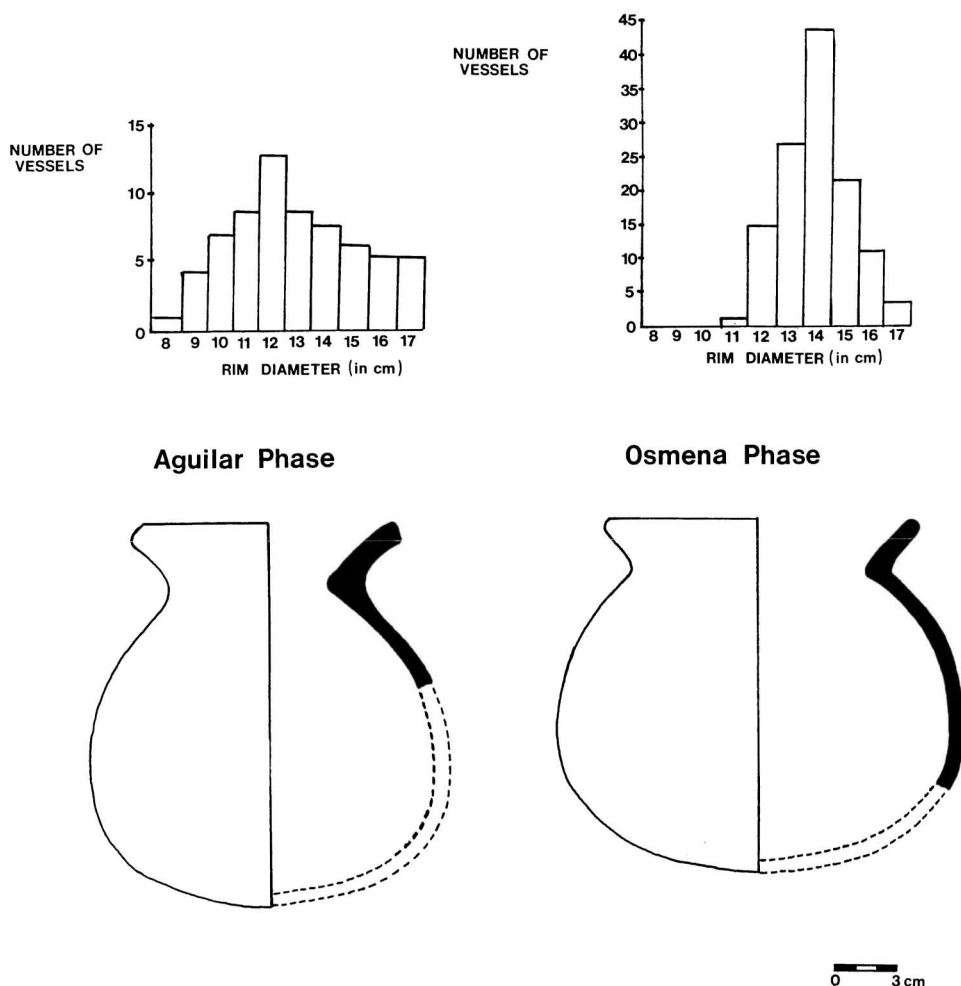 NUMBER OF
VESSELS
15
10
5
0
8 9 10 11 12 13 14 15 16 17
RIM DIAMETER (in cm)
NUMBER OF
VESSELS
45
40
35
30
25
20
15
10
5
0
8 9 10 11 12 13 14 15 16 17
RIM DIAMETER (in cm)
Aguilar Phase
Osmena Phase
0 3 cm